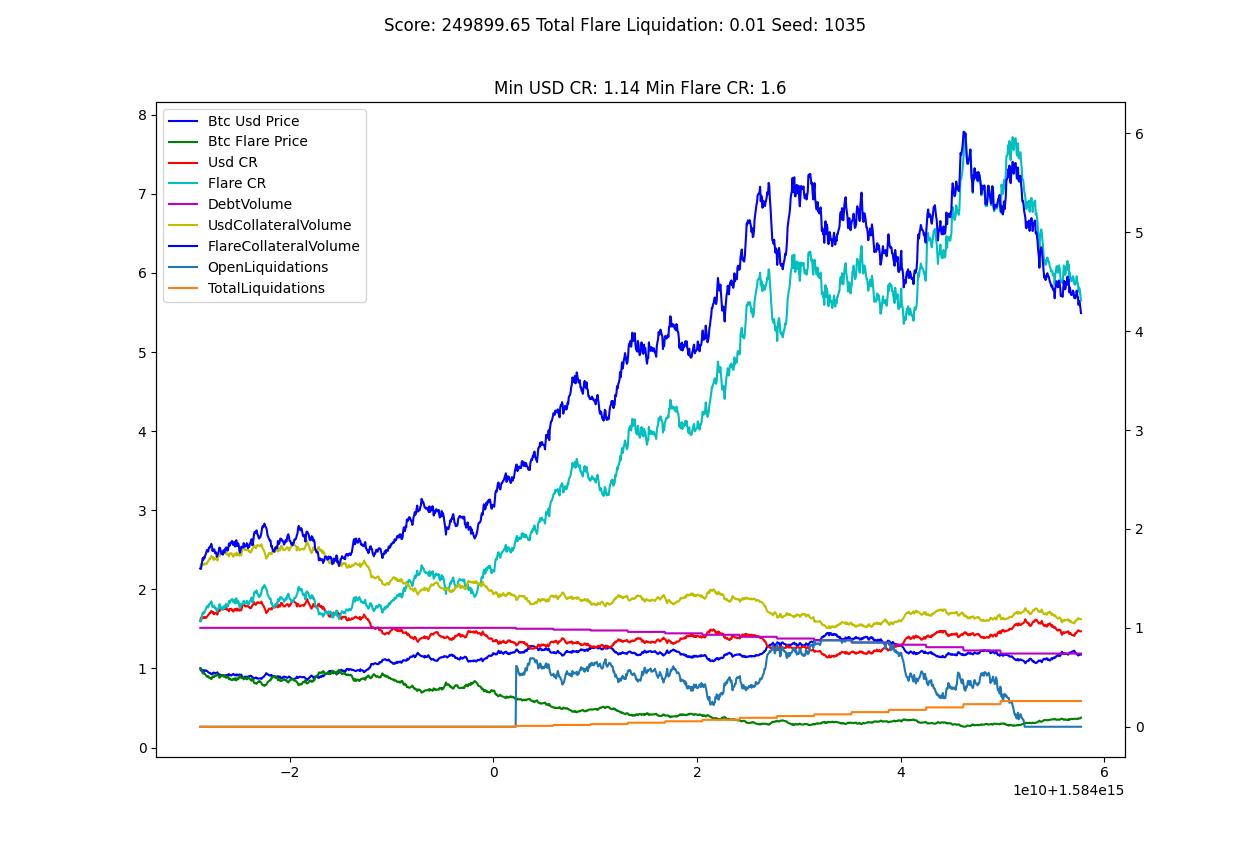 Score: 249899.65 Total Flare Liquidation: 0.01 Seed: 1035
Min USD CR: 1.14 Min Flare CR: 1.6
Btc Usd Price
Btc Flare Price
Usd CR
Flare CR
DebtVolume
UsdCollateralVolume
FlareCollateralVolume
OpenLiquidations
TotalLiquidations
8
7
6
5
4
3
2
1
0
6
5
4
3
2
1
0
−2 0 2 4 6
1e10+1.584e15